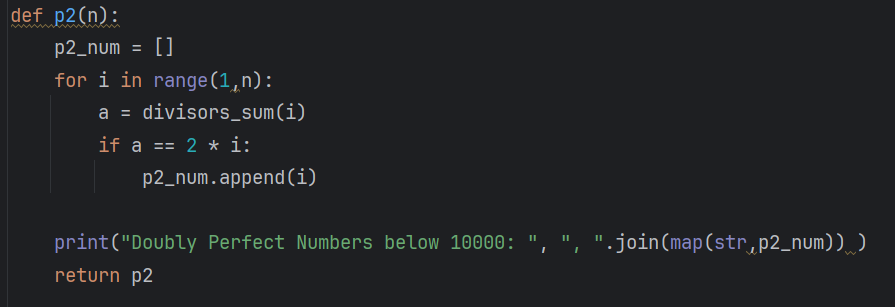 def p2(n):
    p2_num = []
    for i in range(1,n):
        a = divisors_sum(i)
        if a == 2 * i:
            p2_num.append(i)
    print("Doubly Perfect Numbers below 10000: ", ", ".join(map(str,p2_num)) )
    return p2